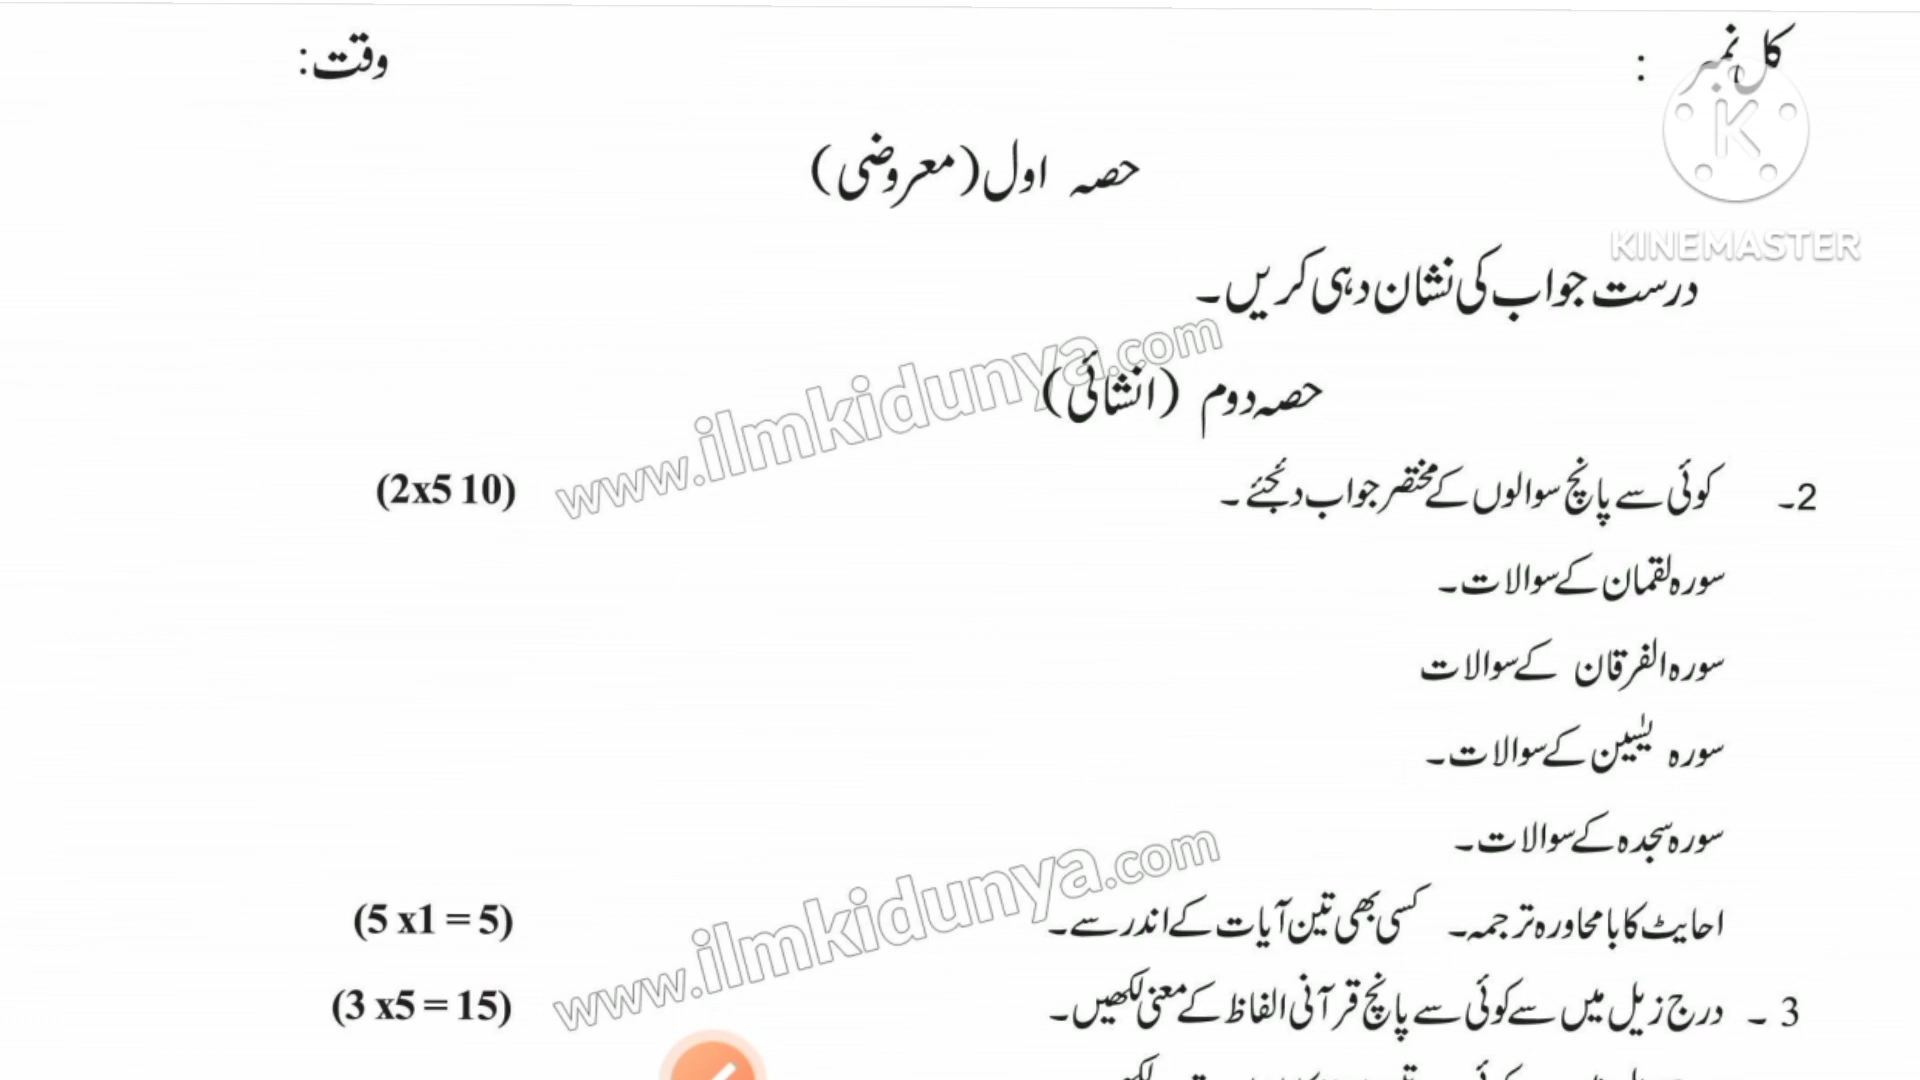 کل نمبر : وقت:
KINEMASTER
حصہ اول (معروضی)
درست جواب کی نشان دہی کریں۔
www.ilmkidunya.com
حصہ دوم (انشائی)
2۔ کوئی سے پانچ سوالوں کے مختصر جواب دیجئے۔ (2x5 10)
سورہ لقمان کے سوالات۔
سورہ الفرقان کے سوالات
سورہ یٰسیین کے سوالات۔
سورہ سجدہ کے سوالات۔
www.ilmkidunya.com
احایث کا با محاورہ ترجمہ۔ کسی بھی تین آیات کے اندر سے۔ (5 x1 = 5)
3 ۔ درج زیل میں سے کوئی سے پانچ قرآنی الفاظ کے معنی لکھیں۔ (3 x5 = 15)